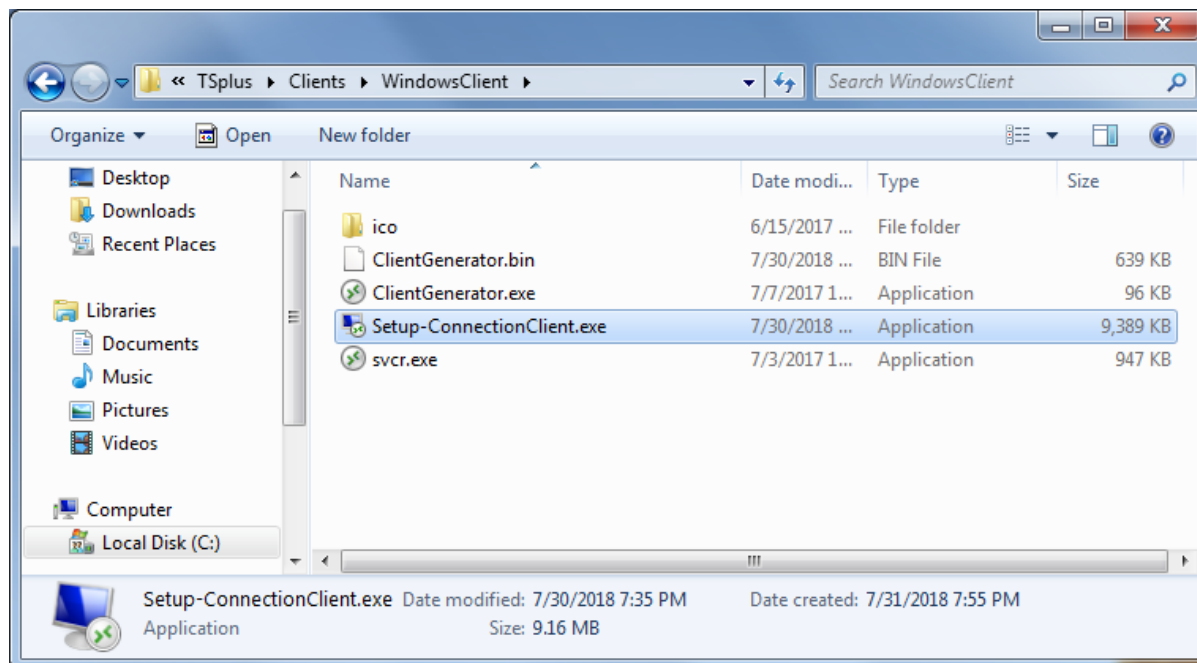 « TSplus Clients WindowsClient Search WindowsClient
Organize Open New folder
Desktop
Downloads
Recent Places
Libraries
Documents
Music
Pictures
Videos
Computer
Local Disk (C:)
Name Date modi... Type Size
ico 6/15/2017 ... File folder
ClientGenerator.bin 7/30/2018 ... BIN File 639 KB
ClientGenerator.exe 7/7/2017 1... Application 96 KB
Setup-ConnectionClient.exe 7/30/2018 ... Application 9,389 KB
svcr.exe 7/3/2017 1... Application 947 KB
Setup-ConnectionClient.exe Date modified: 7/30/2018 7:35 PM Date created: 7/31/2018 7:55 PM
Application Size: 9.16 MB